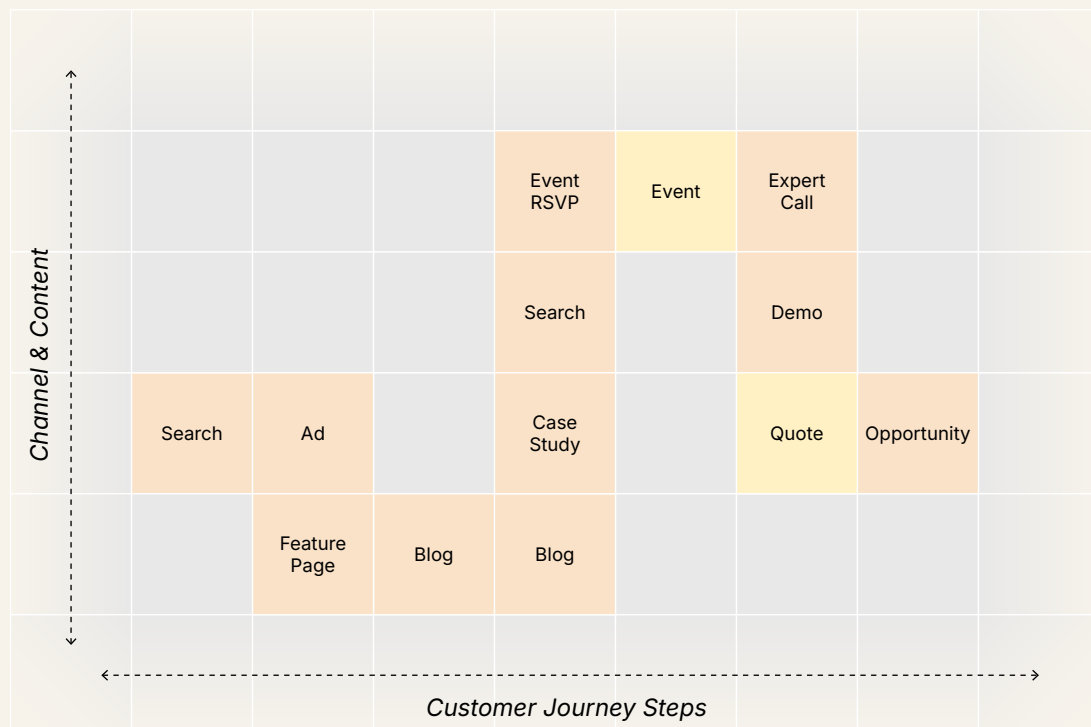 Event
RSVP
Event
Expert
Call
Search
Demo
Channel & Content
Search
Ad
Case
Study
Quote
Opportunity
Feature
Page
Blog
Blog
Customer Journey Steps